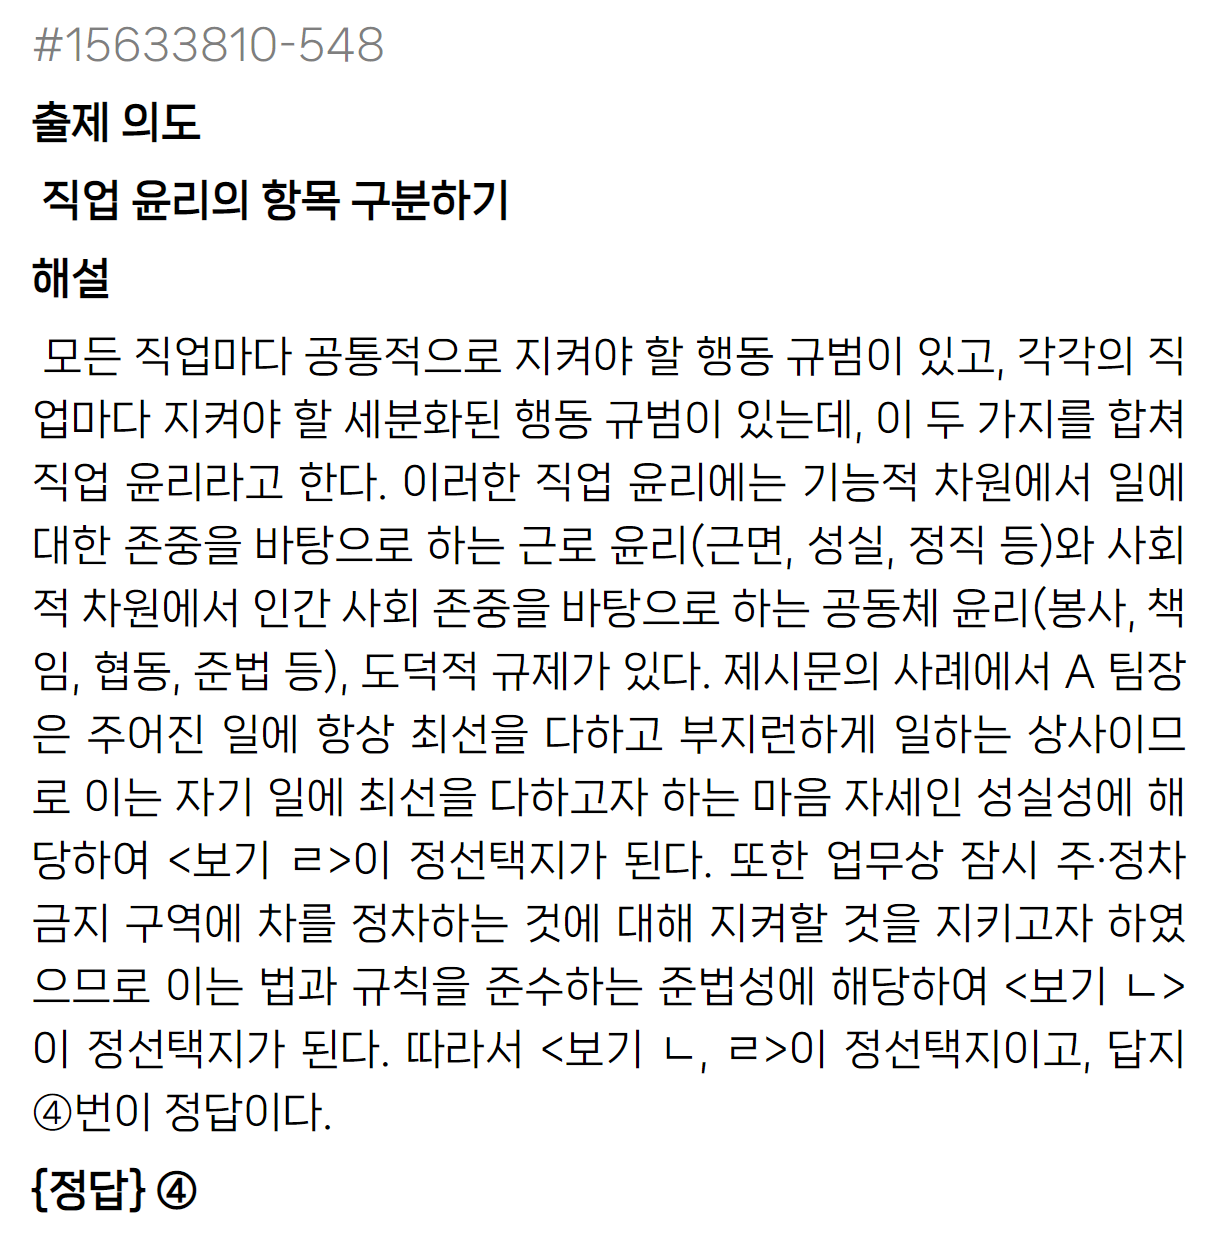 #15633810-548
출제 의도
직업 윤리의 항목 구분하기
해설
모든 직업마다 공통적으로 지켜야 할 행동 규범이 있고, 각각의 직
업마다 지켜야 할 세분화된 행동 규범이 있는데, 이 두 가지를 합쳐
직업 윤리라고 한다. 이러한 직업 윤리에는 기능적 차원에서 일에
대한 존중을 바탕으로 하는 근로 윤리(근면, 성실, 정직 등)와 사회
적 차원에서 인간 사회 존중을 바탕으로 하는 공동체 윤리(봉사, 책
임, 협동, 준법 등), 도덕적 규제가 있다. 제시문의 사례에서 A 팀장
은 주어진 일에 항상 최선을 다하고 부지런하게 일하는 상사이므
로 이는 자기 일에 최선을 다하고자 하는 마음 자세인 성실성에 해
당하여 <보기 ㄹ>이 정선택지가 된다. 또한 업무상 잠시 주·정차
금지 구역에 차를 정차하는 것에 대해 지켜할 것을 지키고자 하였
으므로 이는 법과 규칙을 준수하는 준법성에 해당하여 <보기 ㄴ>
이 정선택지가 된다. 따라서 <보기 ㄴ, ㄹ>이 정선택지이고, 답지
④번이 정답이다.
{정답} ④